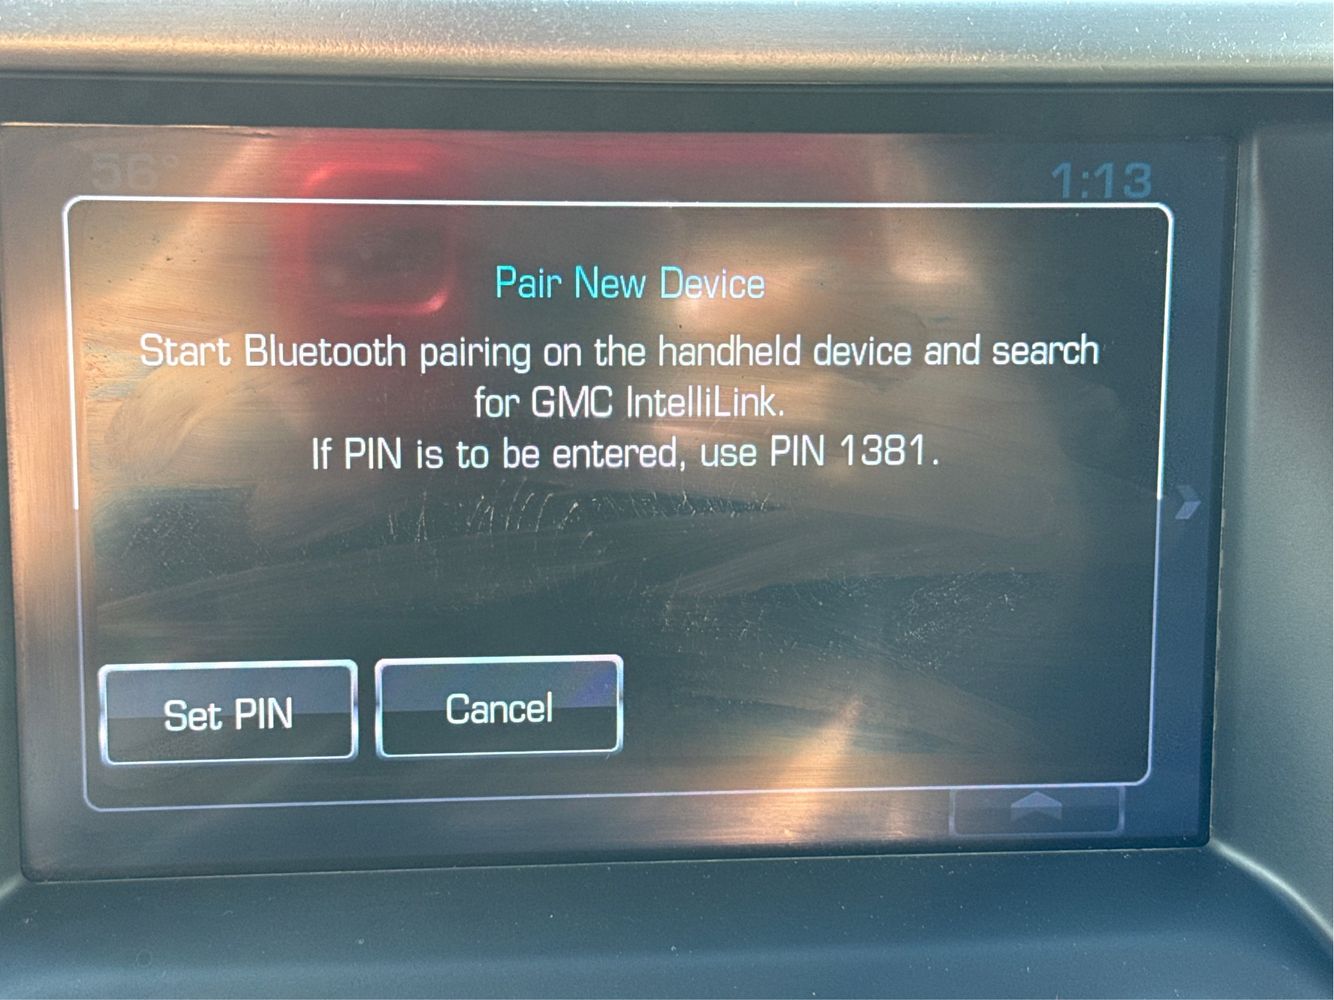 56°
1:13
Pair New Device
Start Bluetooth pairing on the handheld device and search
for GMC IntelliLink.
If PIN is to be entered, use PIN 1381.
Set PIN
Cancel